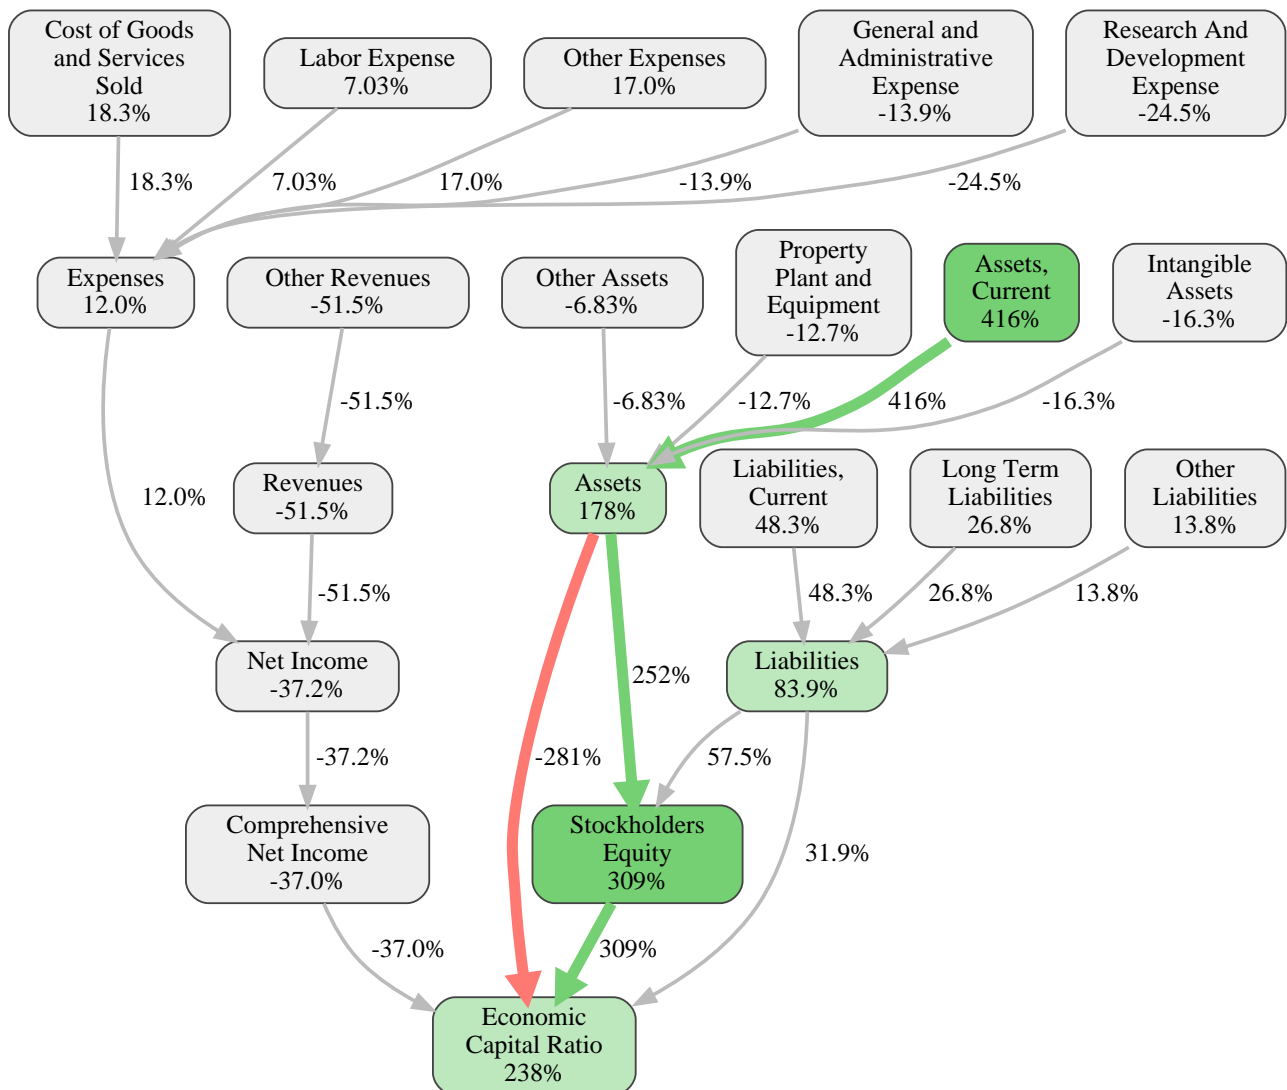 Cost of Goods
and Services
Sold
18.3%
Labor Expense
7.03%
Other Expenses
17.0%
General and
Administrative
Expense
-13.9%
Research And
Development
Expense
-24.5%
18.3%
7.03%
17.0%
-13.9%
-24.5%
Expenses
12.0%
Other Revenues
-51.5%
Other Assets
-6.83%
Property
Plant and
Equipment
-12.7%
Assets,
Current
416%
Intangible
Assets
-16.3%
-51.5%
-6.83%
-12.7%
416%
-16.3%
12.0%
Revenues
-51.5%
Assets
178%
Liabilities,
Current
48.3%
Long Term
Liabilities
26.8%
Other
Liabilities
13.8%
-51.5%
48.3%
26.8%
13.8%
Net Income
-37.2%
252%
Liabilities
83.9%
-37.2%
-281%
57.5%
Comprehensive
Net Income
-37.0%
Stockholders
Equity
309%
31.9%
-37.0%
309%
Economic
Capital Ratio
238%